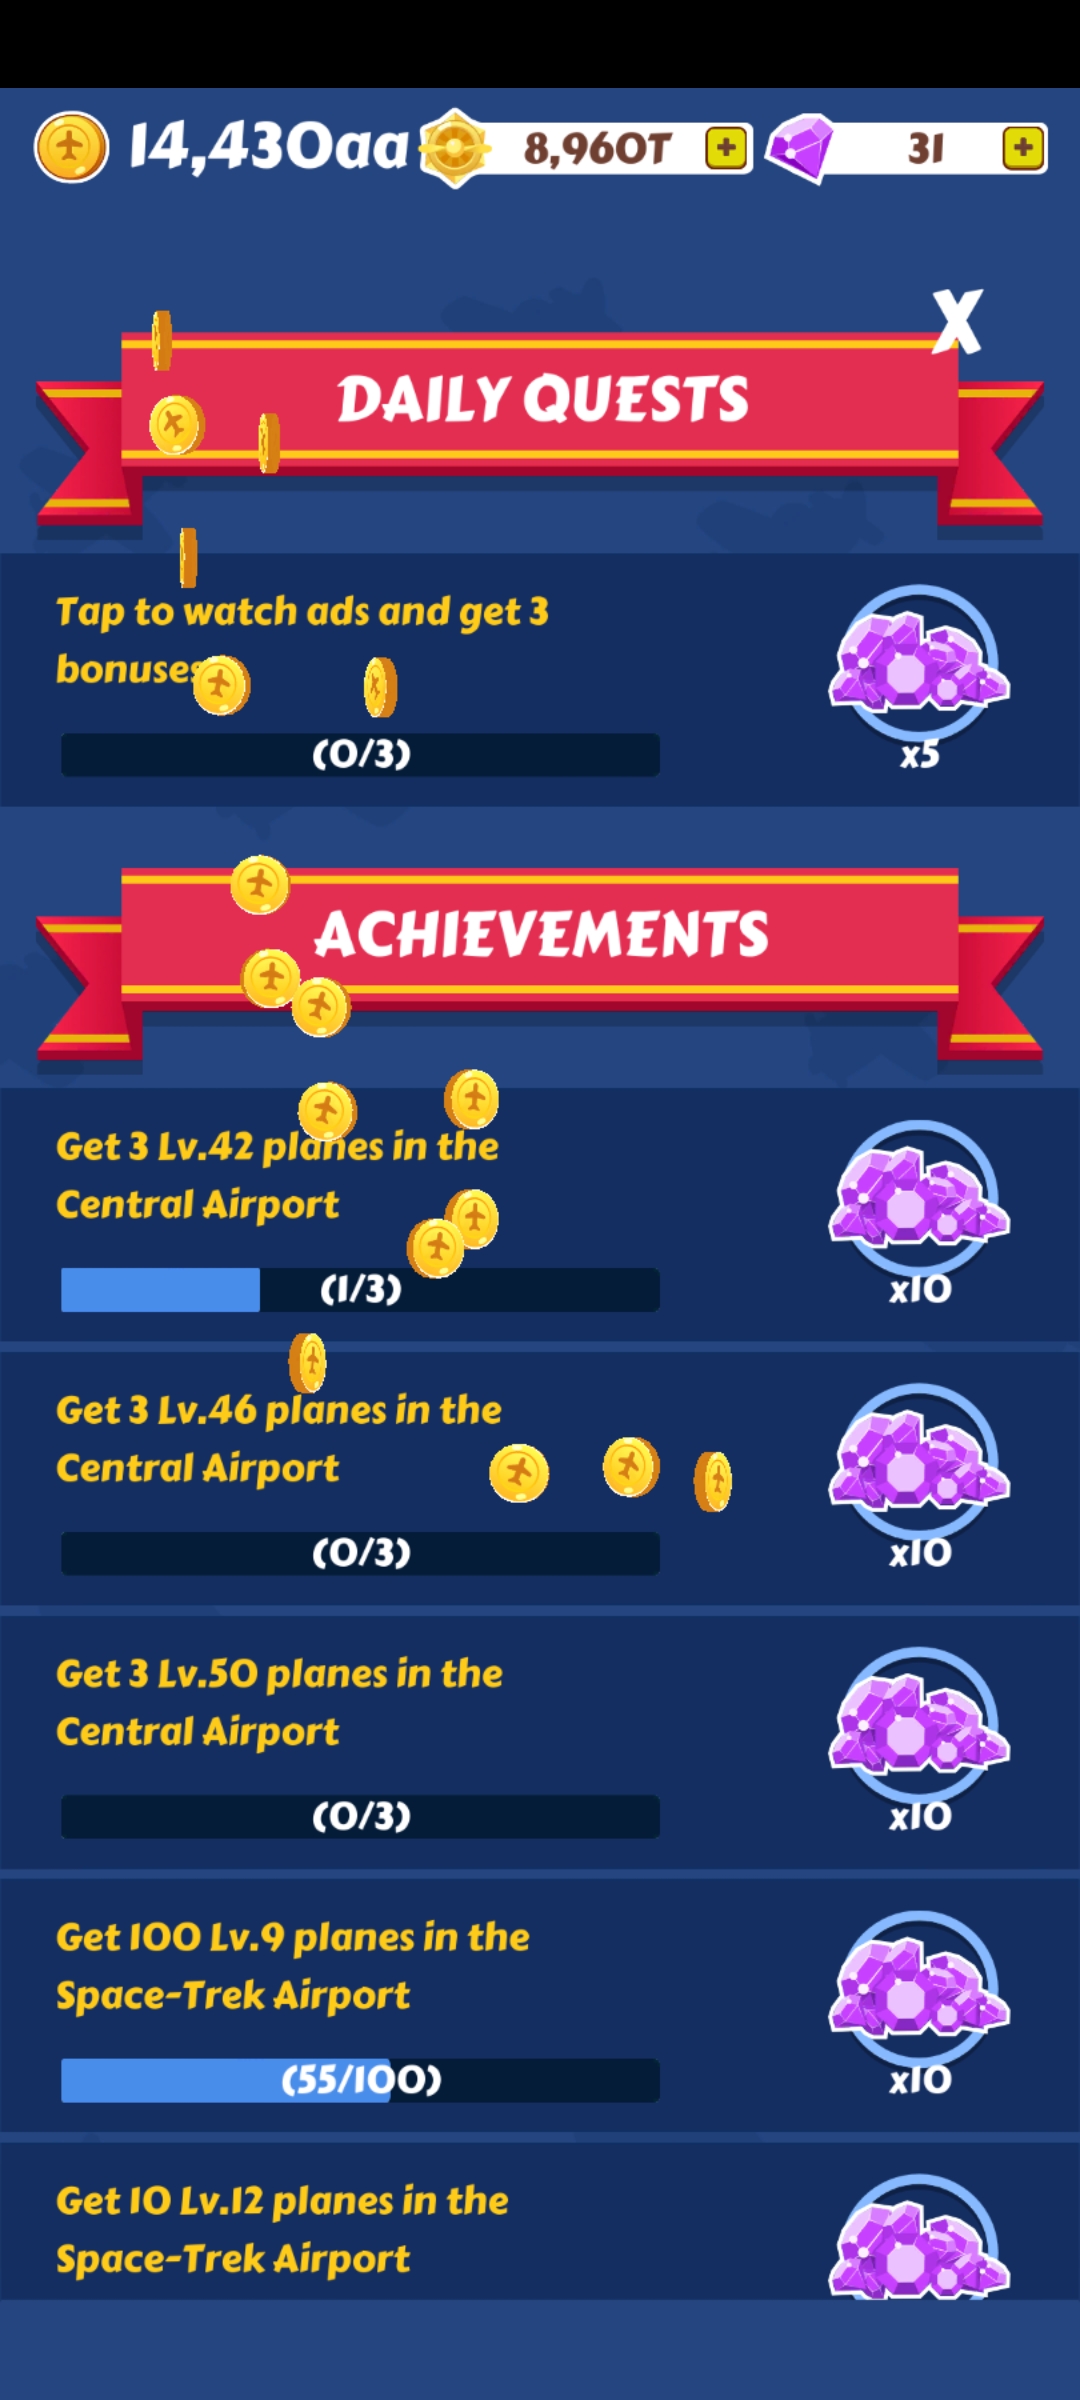 14,430aa 8,960T + 31 +
X
DAILY QUESTS
Tap to watch ads and get 3
bonuses
(0/3)
x5
ACHIEVEMENTS
Get 3 Lv.42 planes in the
Central Airport
(1/3)
x10
Get 3 Lv.46 planes in the
Central Airport
(0/3)
x10
Get 3 Lv.50 planes in the
Central Airport
(0/3)
x10
Get 100 Lv.9 planes in the
Space-Trek Airport
(55/100)
x10
Get 10 Lv.12 planes in the
Space-Trek Airport